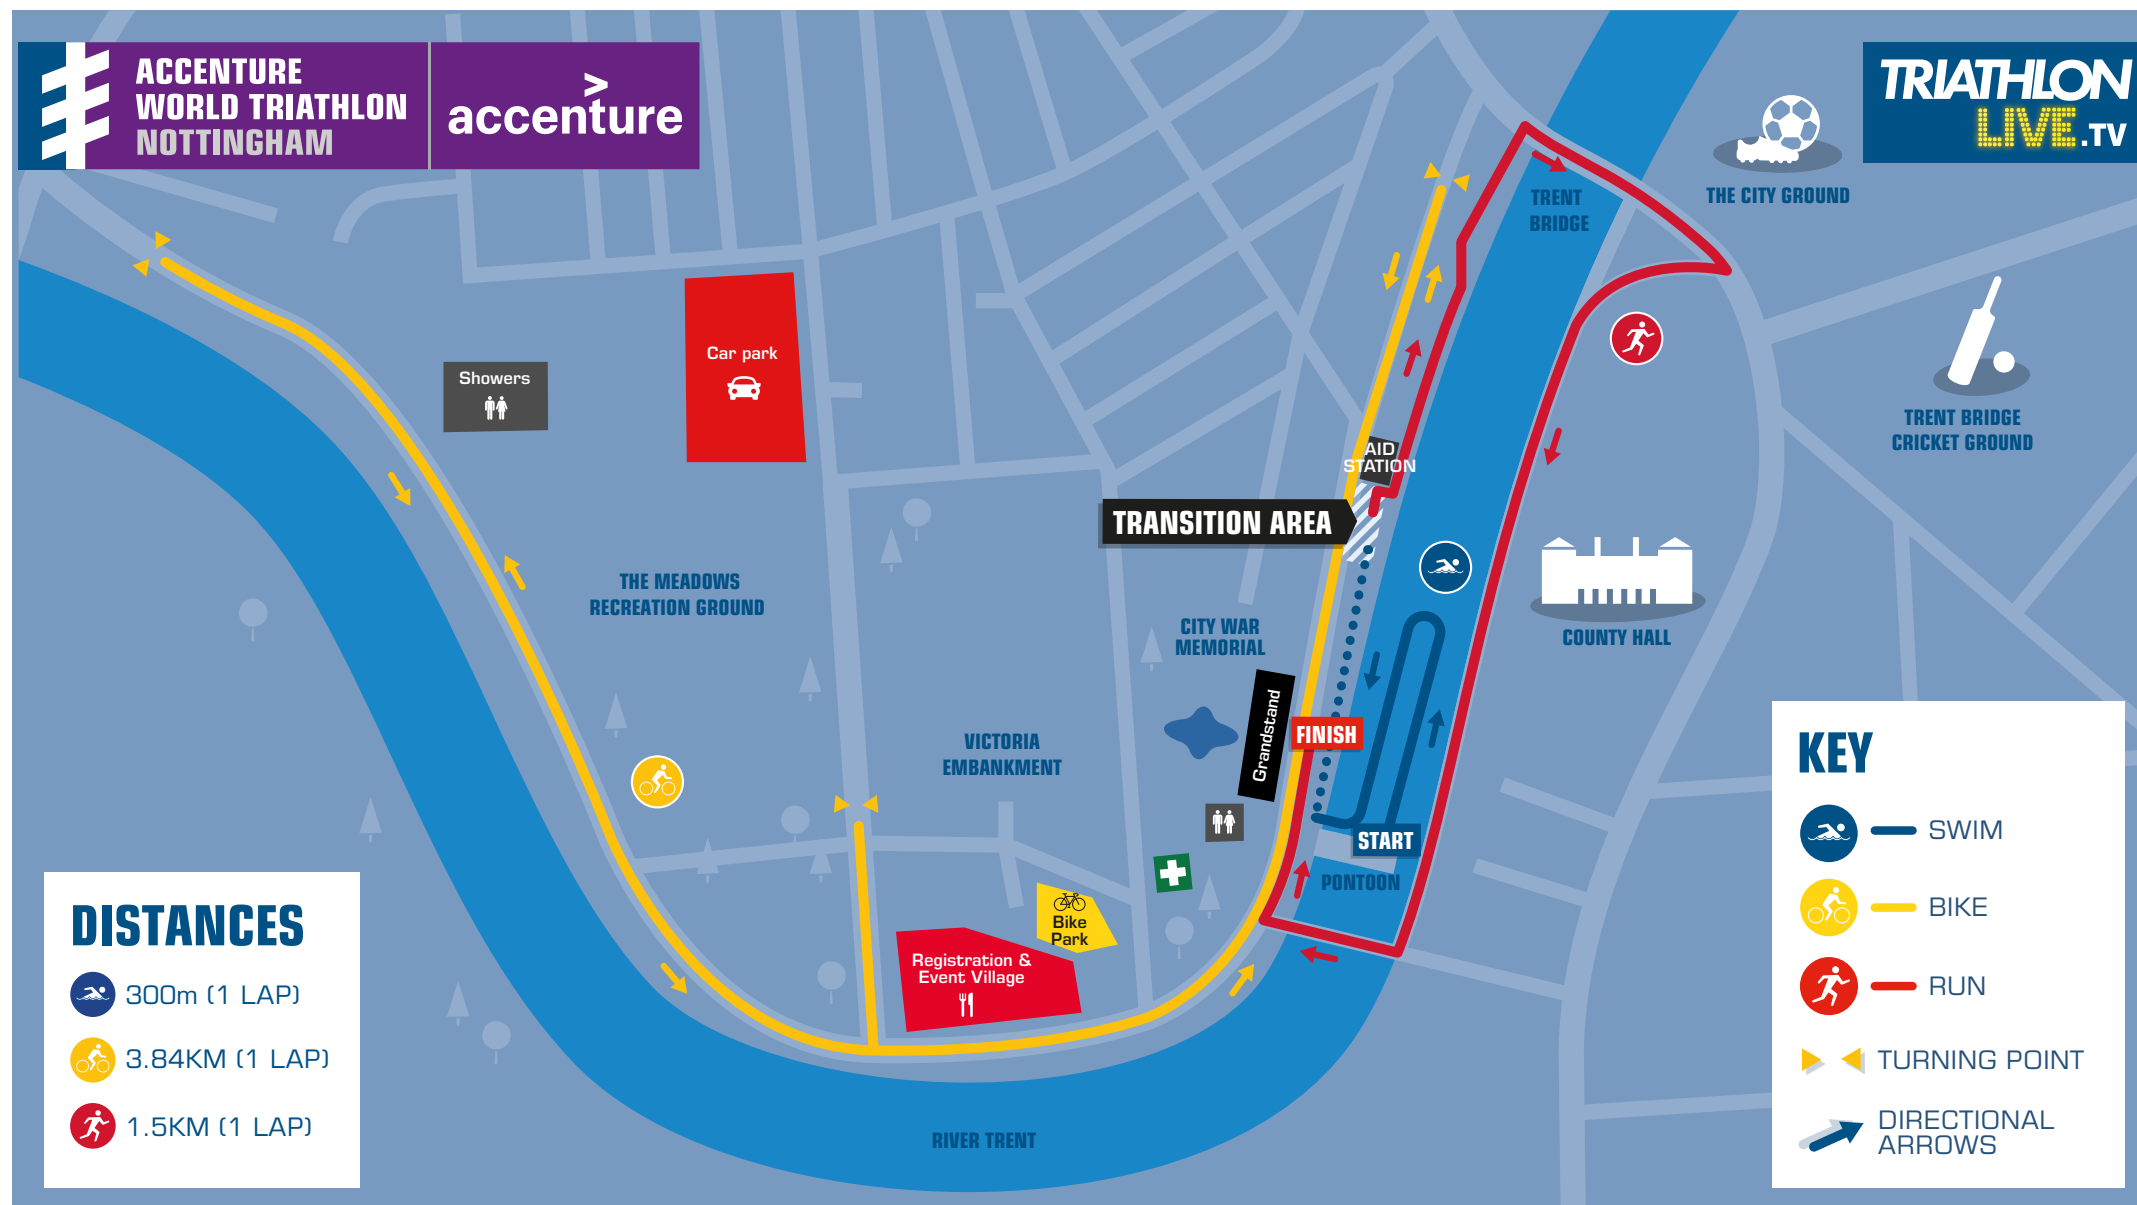 ACCENTURE
WORLD TRIATHLON
NOTTINGHAM
>
accenture
TRIATHLON
LIVE.TV
THE CITY GROUND
TRENT
BRIDGE
Car park
Showers
TRENT BRIDGE
CRICKET GROUND
AID
STATION
TRANSITION AREA
THE MEADOWS
RECREATION GROUND
CITY WAR
MEMORIAL
COUNTY HALL
Grandstand
FINISH
VICTORIA
EMBANKMENT
START
PONTOON
Bike
Park
Registration &
Event Village
RIVER TRENT
DISTANCES
300m (1 LAP)
3.84KM (1 LAP)
1.5KM (1 LAP)
KEY
SWIM
BIKE
RUN
TURNING POINT
DIRECTIONAL
ARROWS